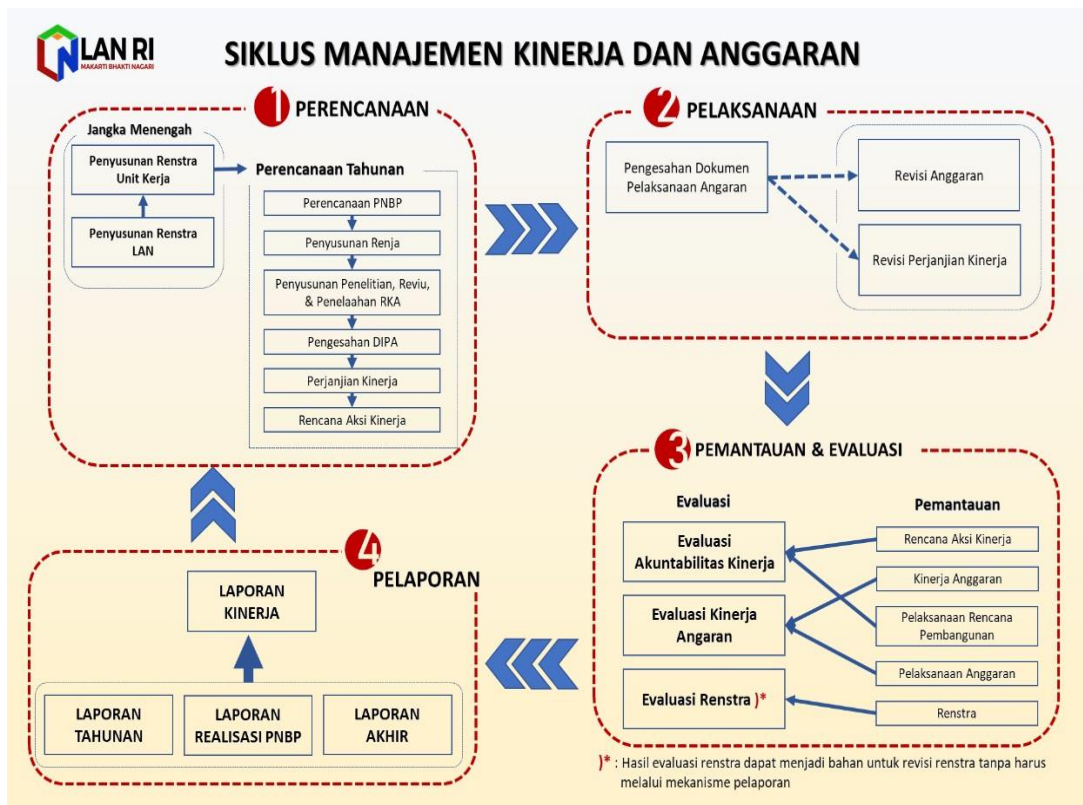 LAN RI
MAKARTI BHAKTI NAGARI
SIKLUS MANAJEMEN KINERJA DAN ANGGARAN
1 PERENCANAAN
Jangka Menengah
Penyusunan Renstra
Unit Kerja
Penyusunan Renstra
LAN
Perencanaan Tahunan
Perencanaan PNBP
Penyusunan Renja
Penyusunan Penelitian, Reviu,
& Penelaahan RKA
Pengesahan DIPA
Perjanjian Kinerja
Rencana Aksi Kinerja
2 PELAKSANAAN
Pengesahan Dokumen
Pelaksanaan Angaran
Revisi Anggaran
Revisi Perjanjian Kinerja
3 PEMANTAUAN & EVALUASI
Evaluasi
Evaluasi
Akuntabilitas Kinerja
Evaluasi Kinerja
Angaran
Evaluasi Renstra )*
Pemantauan
Rencana Aksi Kinerja
Kinerja Anggaran
Pelaksanaan Rencana
Pembangunan
Pelaksanaan Anggaran
Renstra
)* : Hasil evaluasi renstra dapat menjadi bahan untuk revisi renstra tanpa harus
melalui mekanisme pelaporan
4 PELAPORAN
LAPORAN
KINERJA
LAPORAN
TAHUNAN
LAPORAN
REALISASI PNBP
LAPORAN
AKHIR